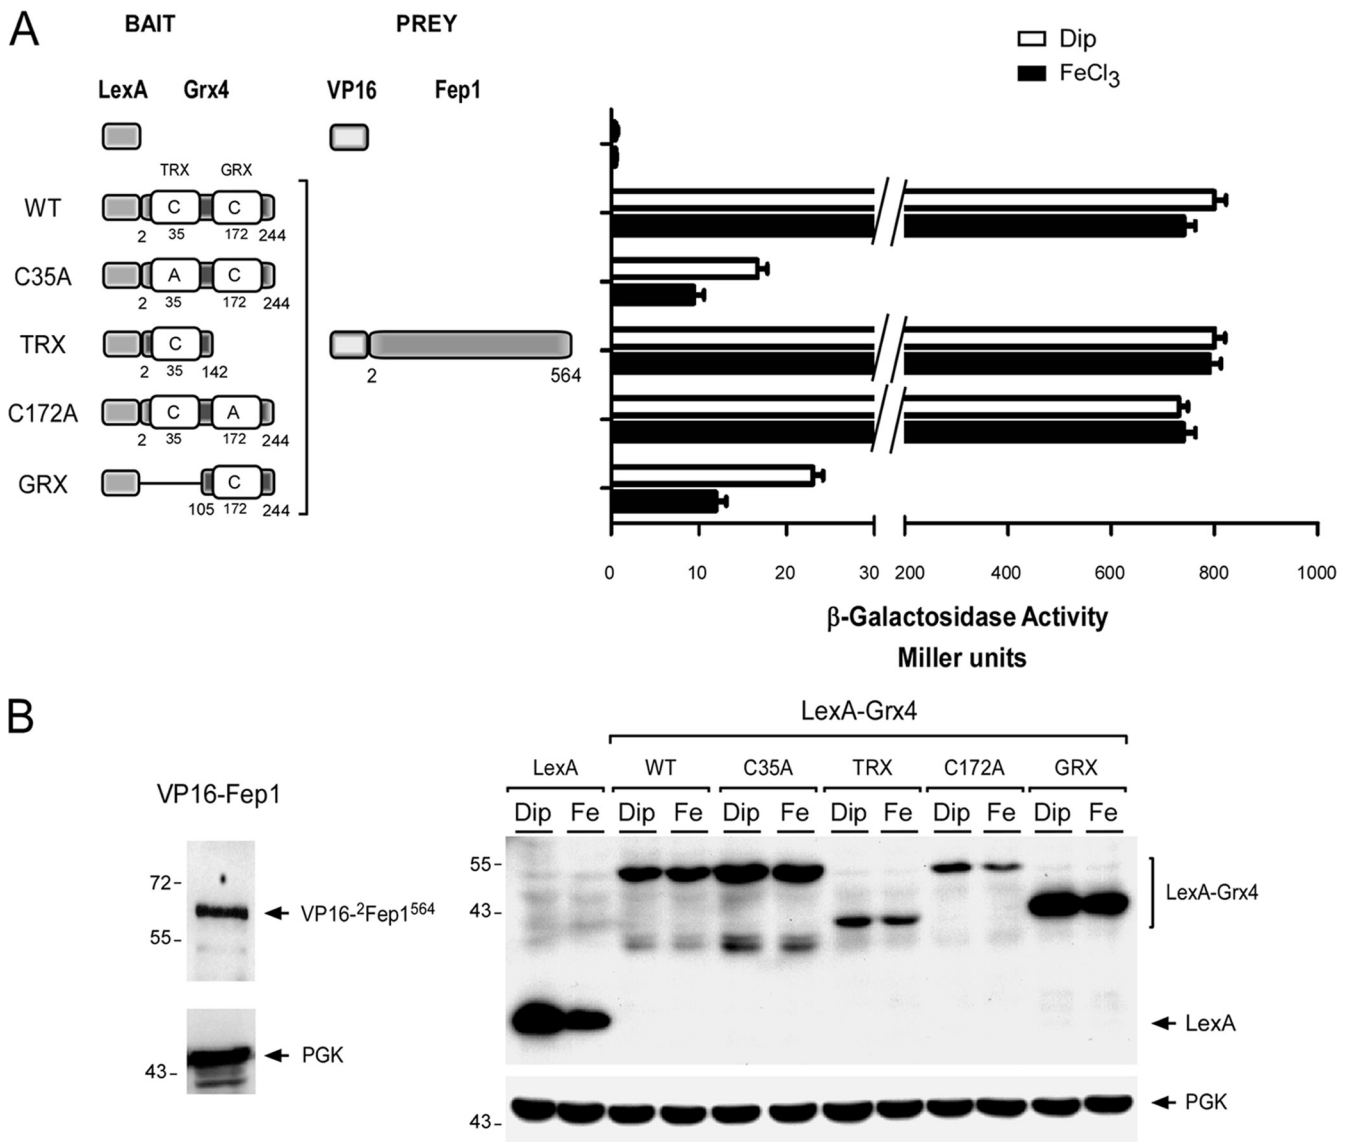 A
BAIT PREY
Dip
FeCl3
LexA Grx4 VP16 Fep1
TRX GRX
WT C C
2 35 172 244
C35A A C
2 35 172 244
TRX C
2 35 142 2 564
C172A C A
2 35 172 244
GRX C
105 172 244
0 10 20 30 200 400 600 800 1000
β-Galactosidase Activity
Miller units
B
LexA-Grx4
LexA WT C35A TRX C172A GRX
VP16-Fep1
Dip Fe Dip Fe Dip Fe Dip Fe Dip Fe Dip Fe
72-
VP16-²Fep1⁵⁶⁴
55-
55-
43-
LexA-Grx4
LexA
PGK
43-
PGK
43-